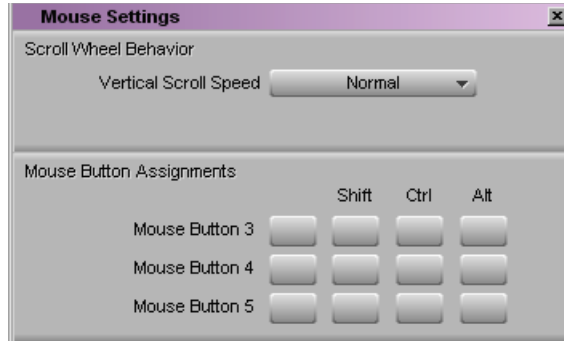 Mouse Settings
Scroll Wheel Behavior
Vertical Scroll Speed Normal
Mouse Button Assignments
Shift Ctrl Alt
Mouse Button 3
Mouse Button 4
Mouse Button 5